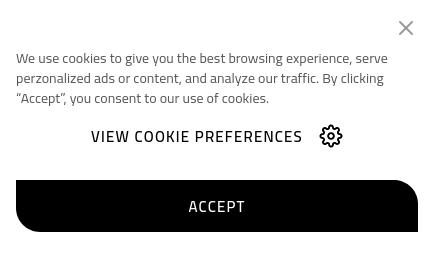 We use cookies to give you the best browsing experience, serve
perzonalized ads or content, and analyze our traffic. By clicking
“Accept”, you consent to our use of cookies.
VIEW COOKIE PREFERENCES
ACCEPT